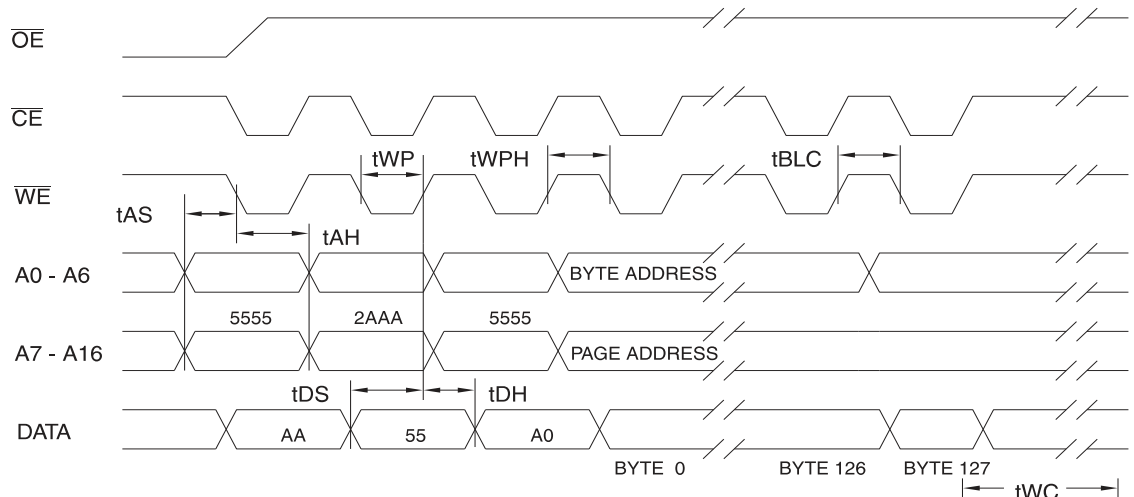 OE
CE
tWP tWPH tBLC
WE
tAS
tAH
A0 - A6 BYTE ADDRESS
5555 2AAA 5555
A7 - A16 PAGE ADDRESS
tDS tDH
DATA AA 55 A0
BYTE 0 BYTE 126 BYTE 127
tWC